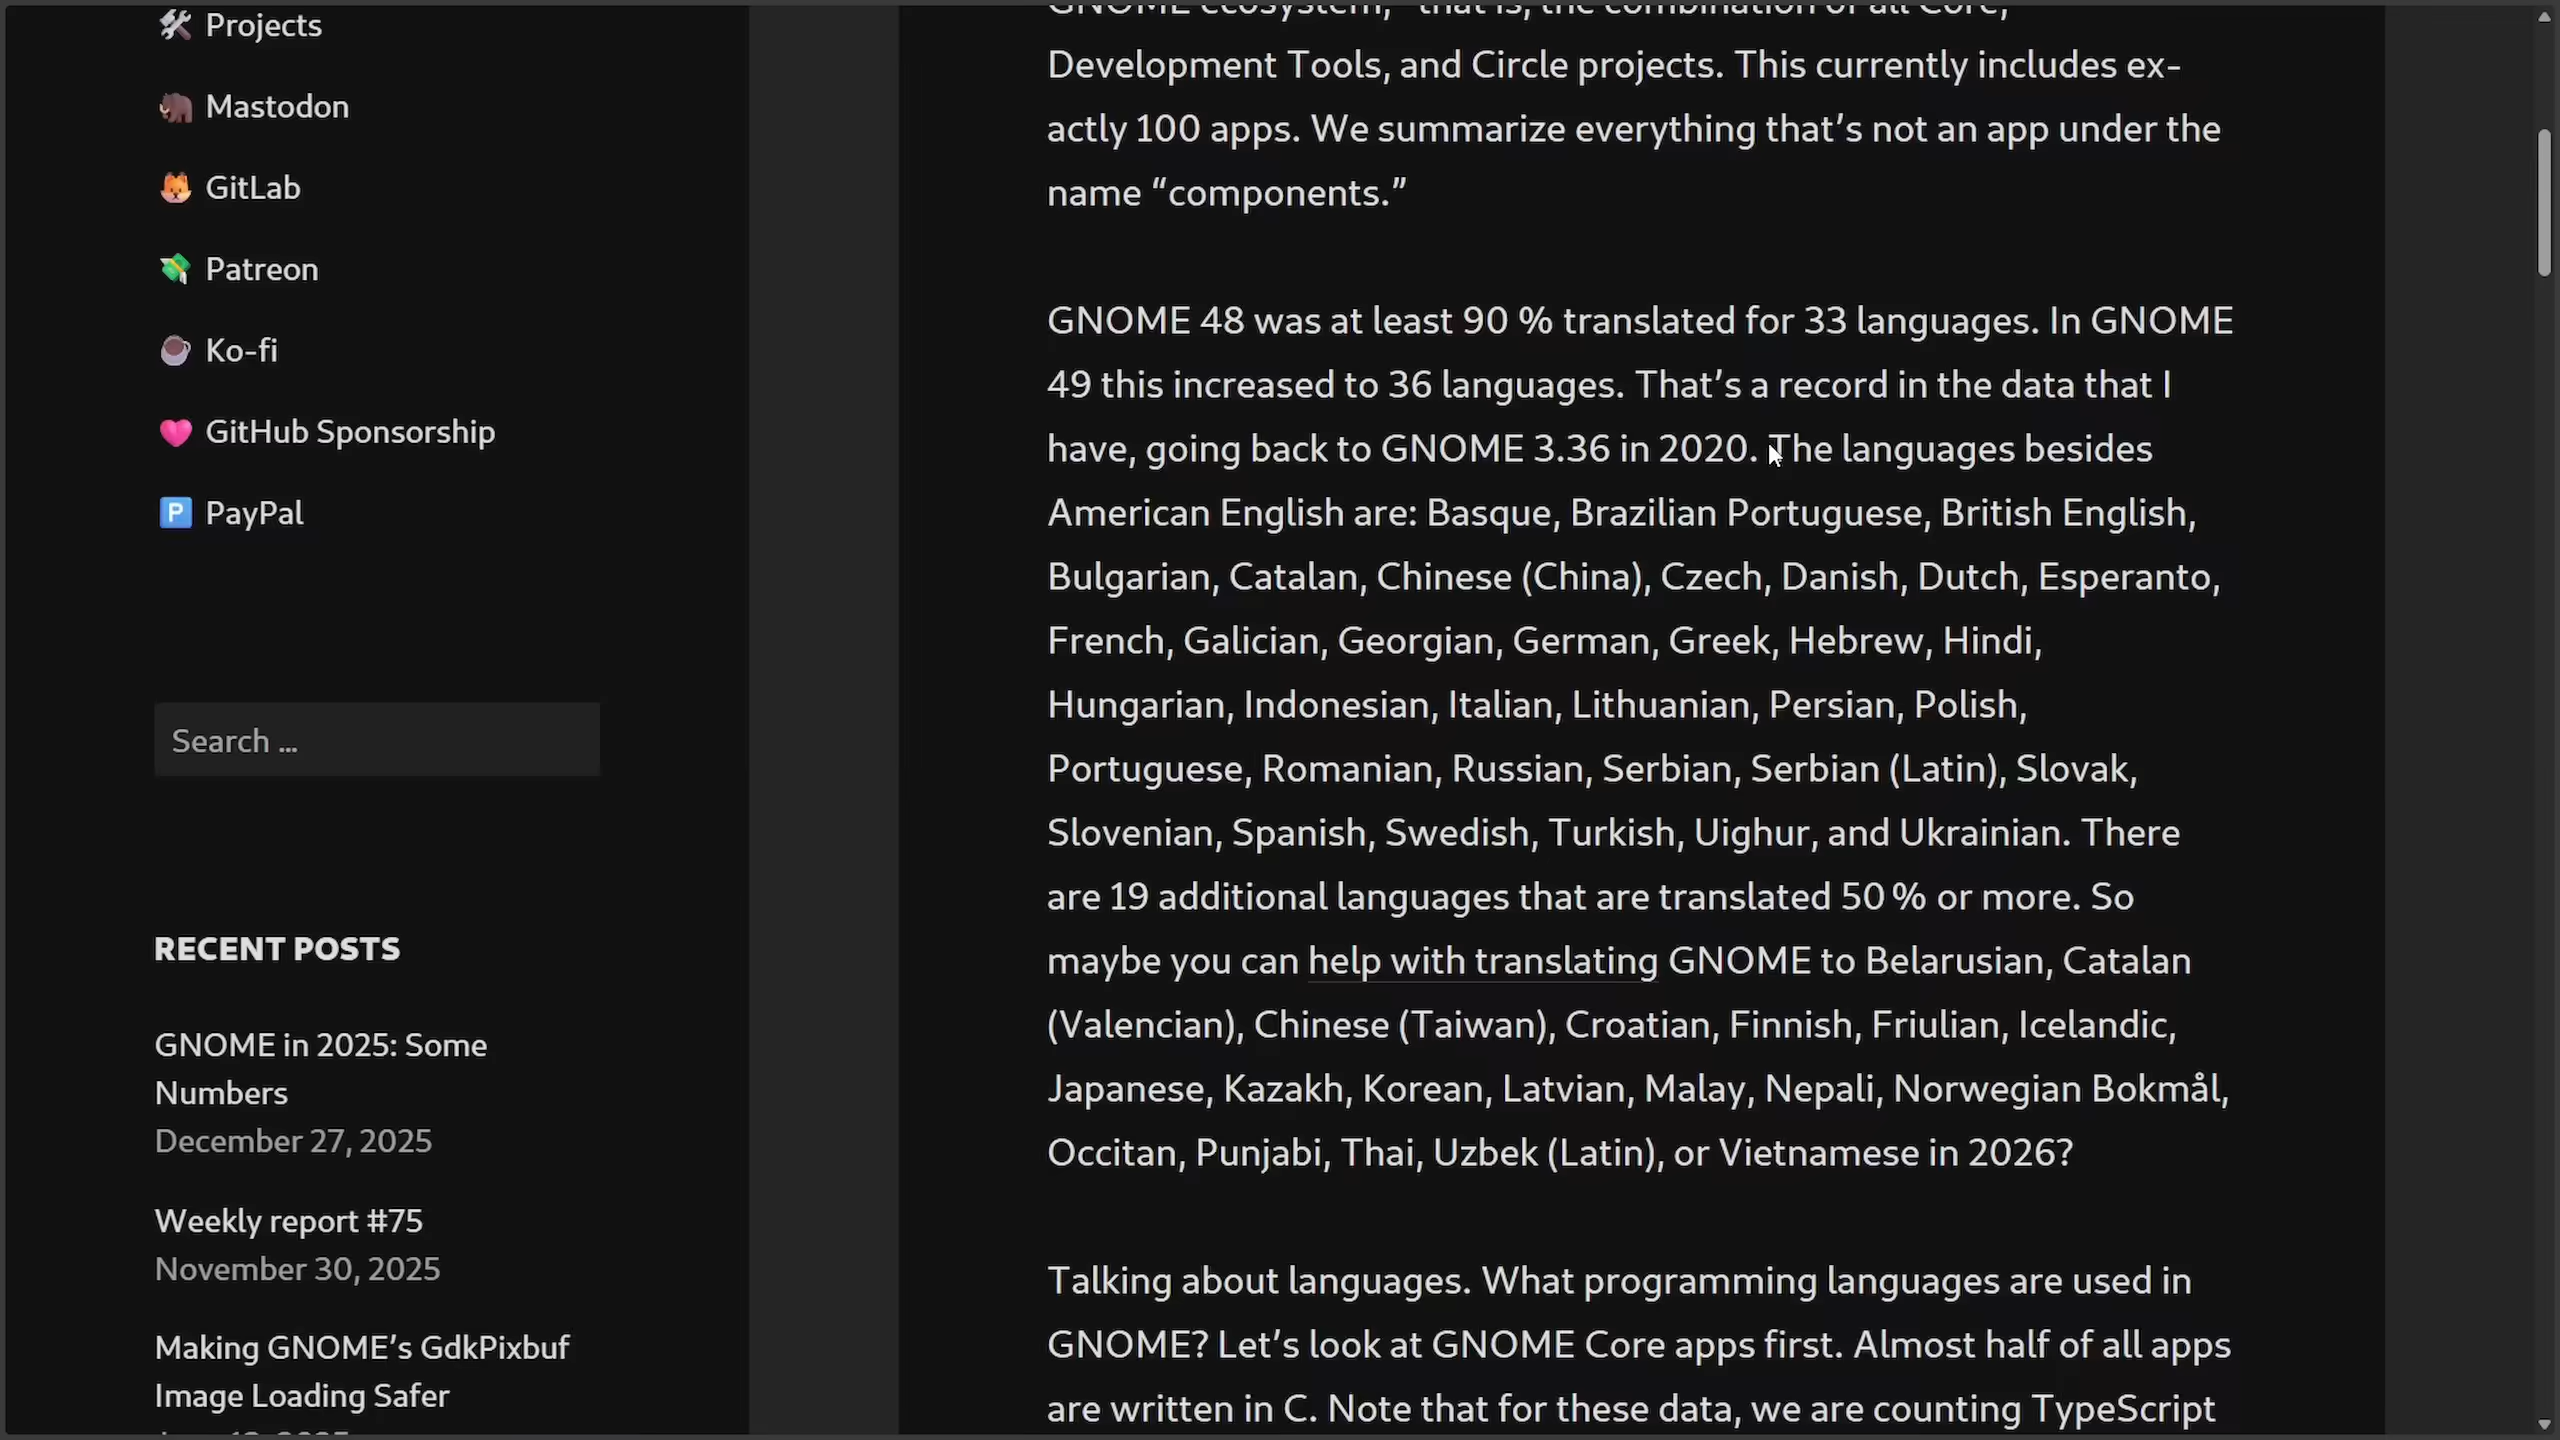 Projects
Mastodon
GitLab
Patreon
Ko-fi
GitHub Sponsorship
P PayPal
Search ...
RECENT POSTS
GNOME in 2025: Some
Numbers
December 27, 2025
Weekly report #75
November 30, 2025
Making GNOME’s GdkPixbuf
Image Loading Safer
GNOME ecosystem,” that is, the combination of all Core,
Development Tools, and Circle projects. This currently includes ex-
actly 100 apps. We summarize everything that’s not an app under the
name “components.”
GNOME 48 was at least 90 % translated for 33 languages. In GNOME
49 this increased to 36 languages. That’s a record in the data that I
have, going back to GNOME 3.36 in 2020. The languages besides
American English are: Basque, Brazilian Portuguese, British English,
Bulgarian, Catalan, Chinese (China), Czech, Danish, Dutch, Esperanto,
French, Galician, Georgian, German, Greek, Hebrew, Hindi,
Hungarian, Indonesian, Italian, Lithuanian, Persian, Polish,
Portuguese, Romanian, Russian, Serbian, Serbian (Latin), Slovak,
Slovenian, Spanish, Swedish, Turkish, Uighur, and Ukrainian. There
are 19 additional languages that are translated 50 % or more. So
maybe you can help with translating GNOME to Belarusian, Catalan
(Valencian), Chinese (Taiwan), Croatian, Finnish, Friulian, Icelandic,
Japanese, Kazakh, Korean, Latvian, Malay, Nepali, Norwegian Bokmål,
Occitan, Punjabi, Thai, Uzbek (Latin), or Vietnamese in 2026?
Talking about languages. What programming languages are used in
GNOME? Let’s look at GNOME Core apps first. Almost half of all apps
are written in C. Note that for these data, we are counting TypeScript